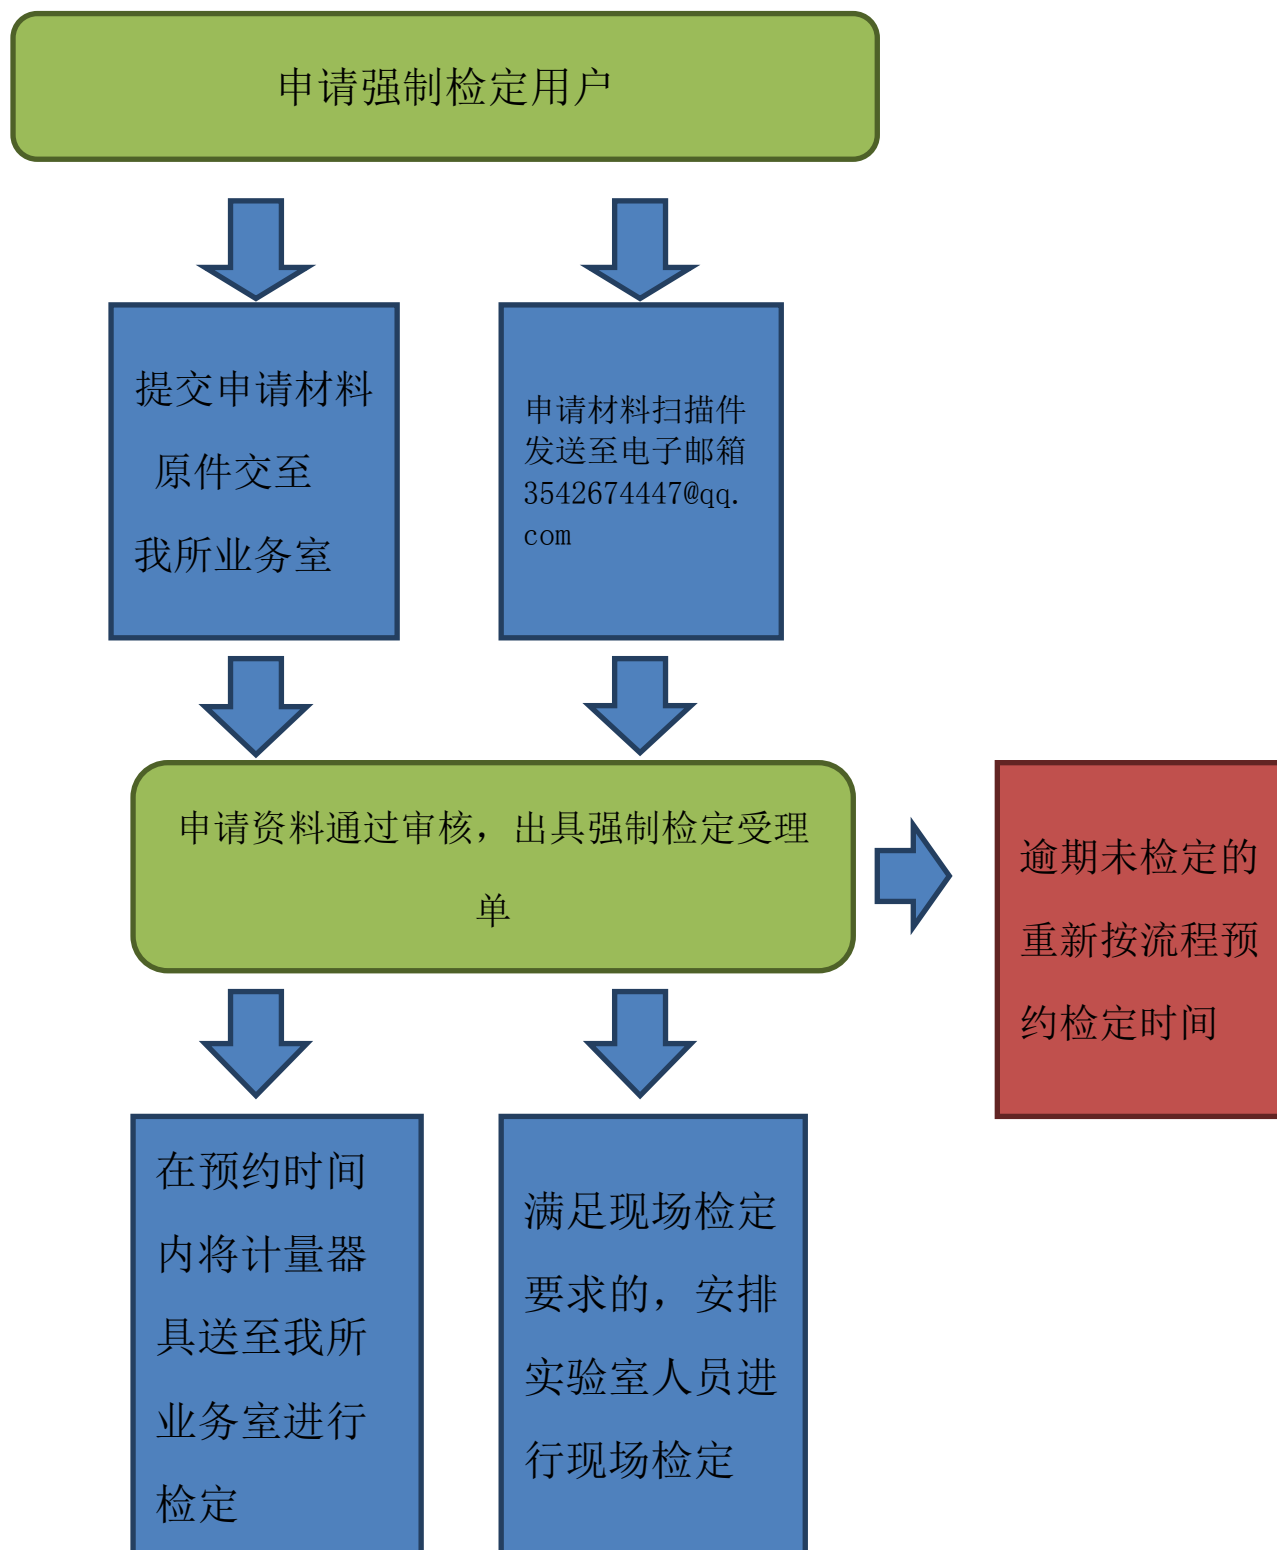 申请强制检定用户
提交申请材料
原件交至
我所业务室
申请材料扫描件
发送至电子邮箱
3542674447@qq.
com
申请资料通过审核，出具强制检定受理
单
逾期未检定的
重新按流程预
约检定时间
在预约时间
内将计量器
具送至我所
业务室进行
检定
满足现场检定
要求的，安排
实验室人员进
行现场检定